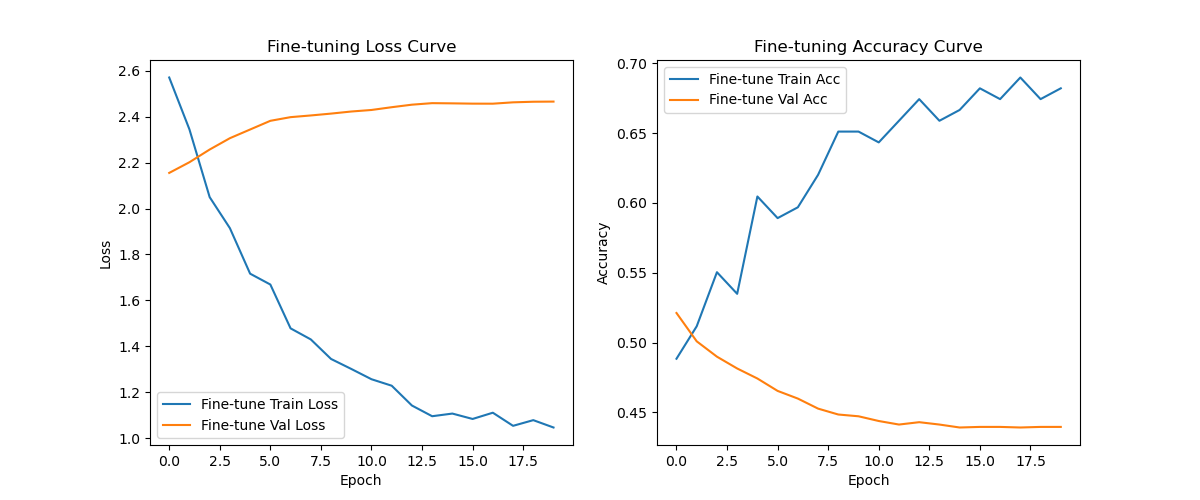 Fine-tuning Loss Curve
2.6
2.4
2.2
2.0
1.8
1.6
1.4
1.2
1.0
Loss
Fine-tune Train Loss
Fine-tune Val Loss
0.0 2.5 5.0 7.5 10.0 12.5 15.0 17.5
Epoch
Fine-tuning Accuracy Curve
0.70
0.65
0.60
0.55
0.50
0.45
Accuracy
Fine-tune Train Acc
Fine-tune Val Acc
0.0 2.5 5.0 7.5 10.0 12.5 15.0 17.5
Epoch